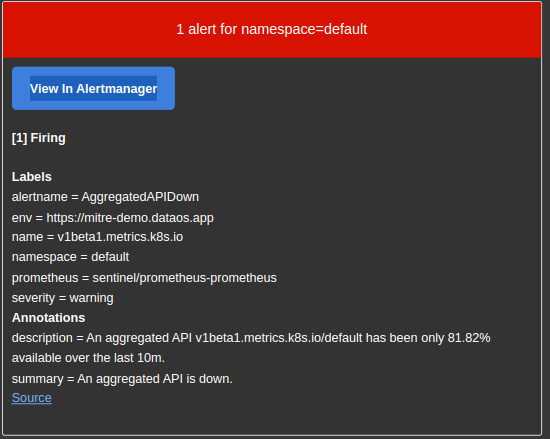 1 alert for namespace=default
View In Alertmanager
[1] Firing
Labels
alertname = AggregatedAPIDown
env = https://mitre-demo.dataos.app
name = v1beta1.metrics.k8s.io
namespace = default
prometheus = sentinel/prometheus-prometheus
severity = warning
Annotations
description = An aggregated API v1beta1.metrics.k8s.io/default has been only 81.82%
available over the last 10m.
summary = An aggregated API is down.
Source